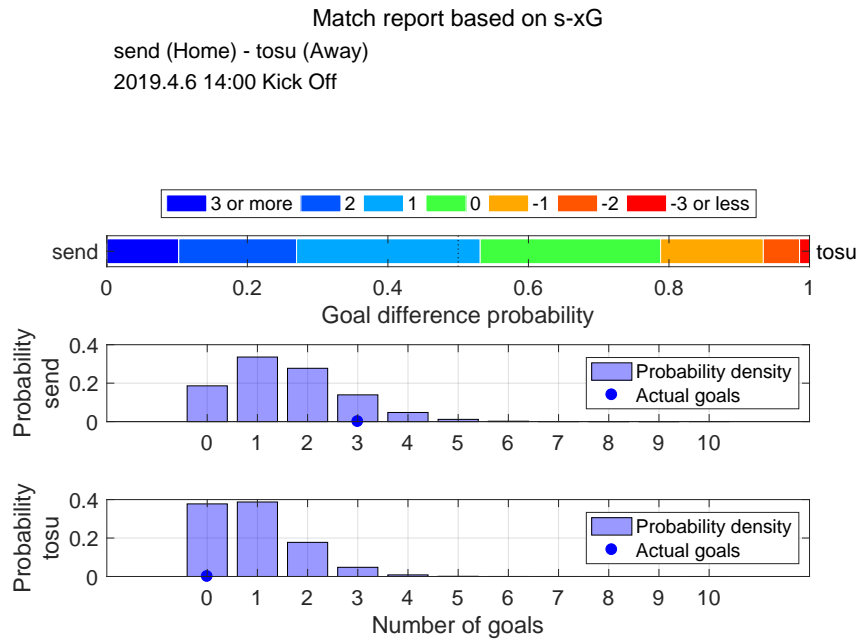 Match report based on s-xG
send (Home) - tosu (Away)
2019.4.6 14:00 Kick Off
3 or more 2 1 0 -1 -2 -3 or less
send tosu
0 0.2 0.4 0.6 0.8 1
Goal difference probability
Probability
send
0.4
0.2
0
Probability density
Actual goals
0 1 2 3 4 5 6 7 8 9 10
Probability
tosu
0.4
0.2
0
Probability density
Actual goals
0 1 2 3 4 5 6 7 8 9 10
Number of goals